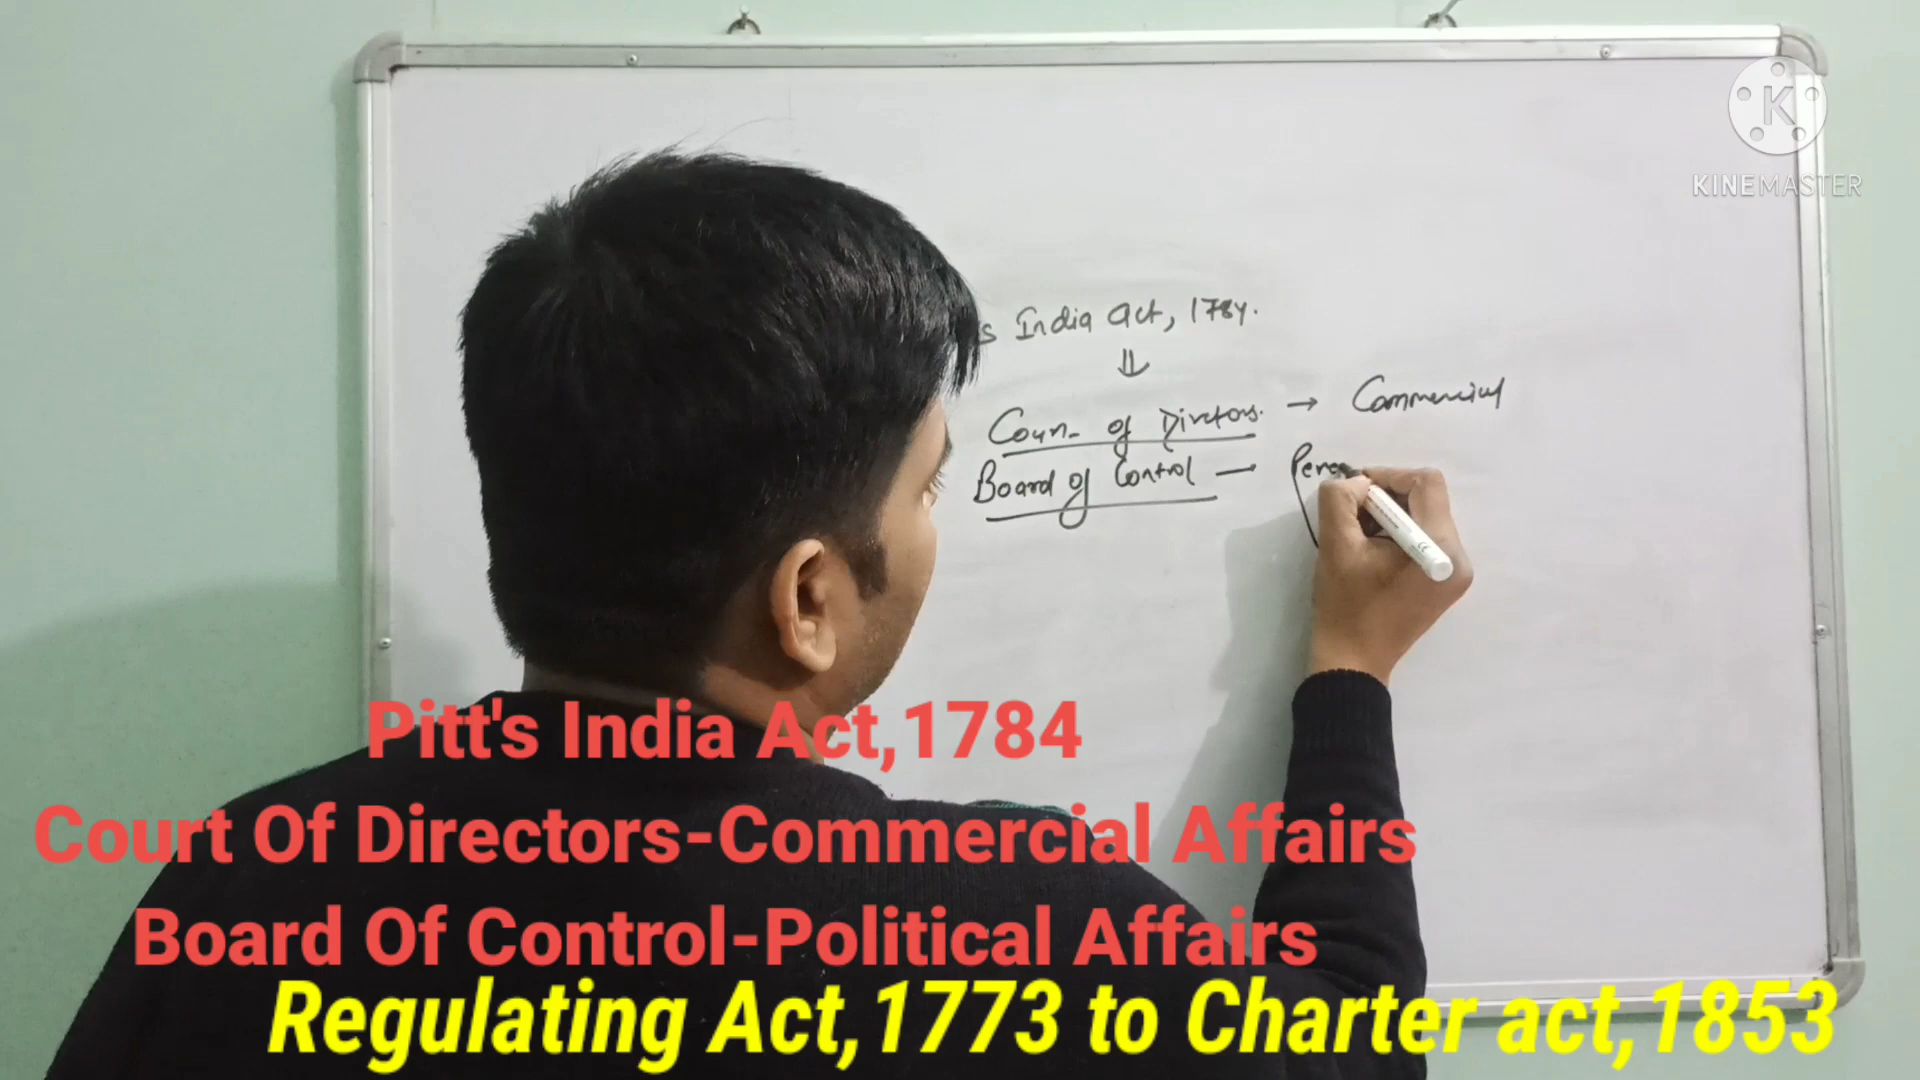 KINEMASTER
s India Act, 1784.
⇓
of Directors. → Commercial
Board of Control —
Pitt's India Act,1784
Court Of Directors-Commercial Affairs
Board Of Control-Political Affairs
Regulating Act,1773 to Charter act,1853